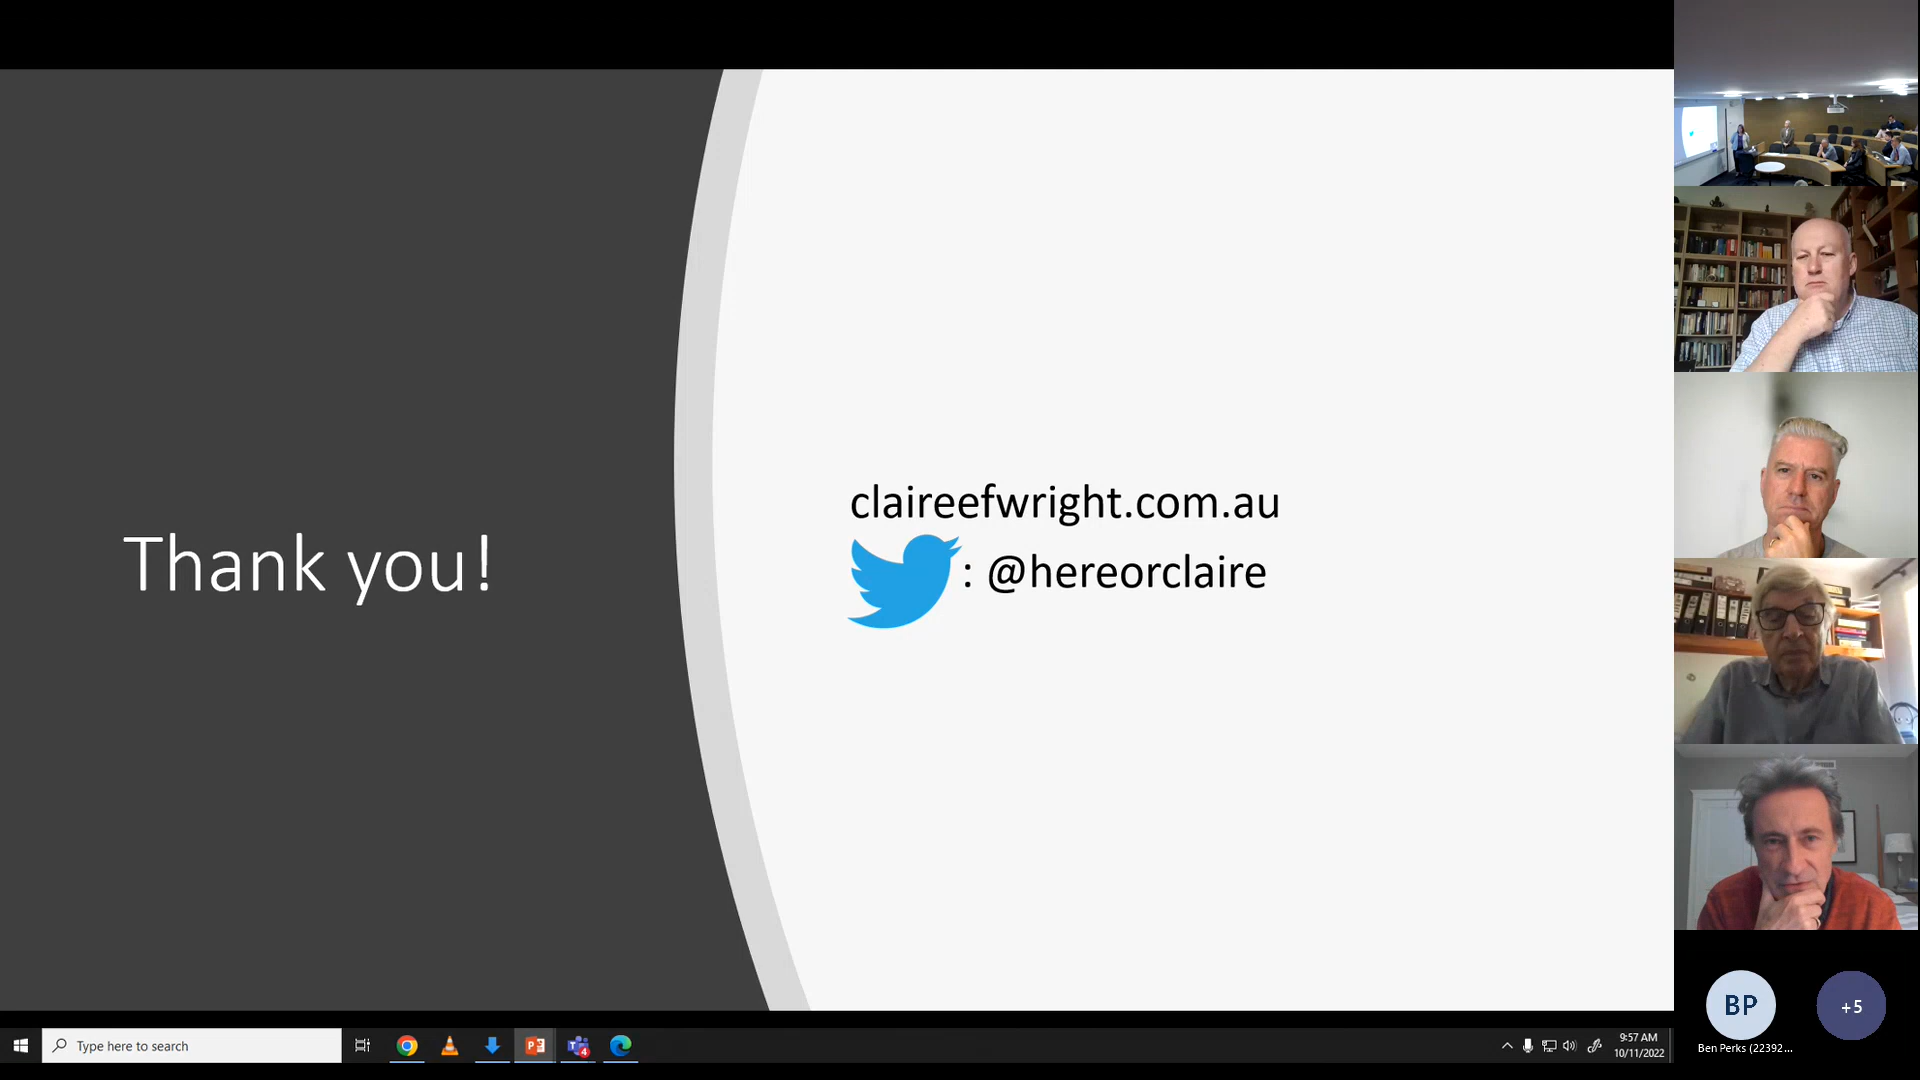 Thank you!
claireefwright.com.au
: @hereorclaire
BP
+5
Ben Perks (22392...
Type here to search
4
9:57 AM
10/11/2022